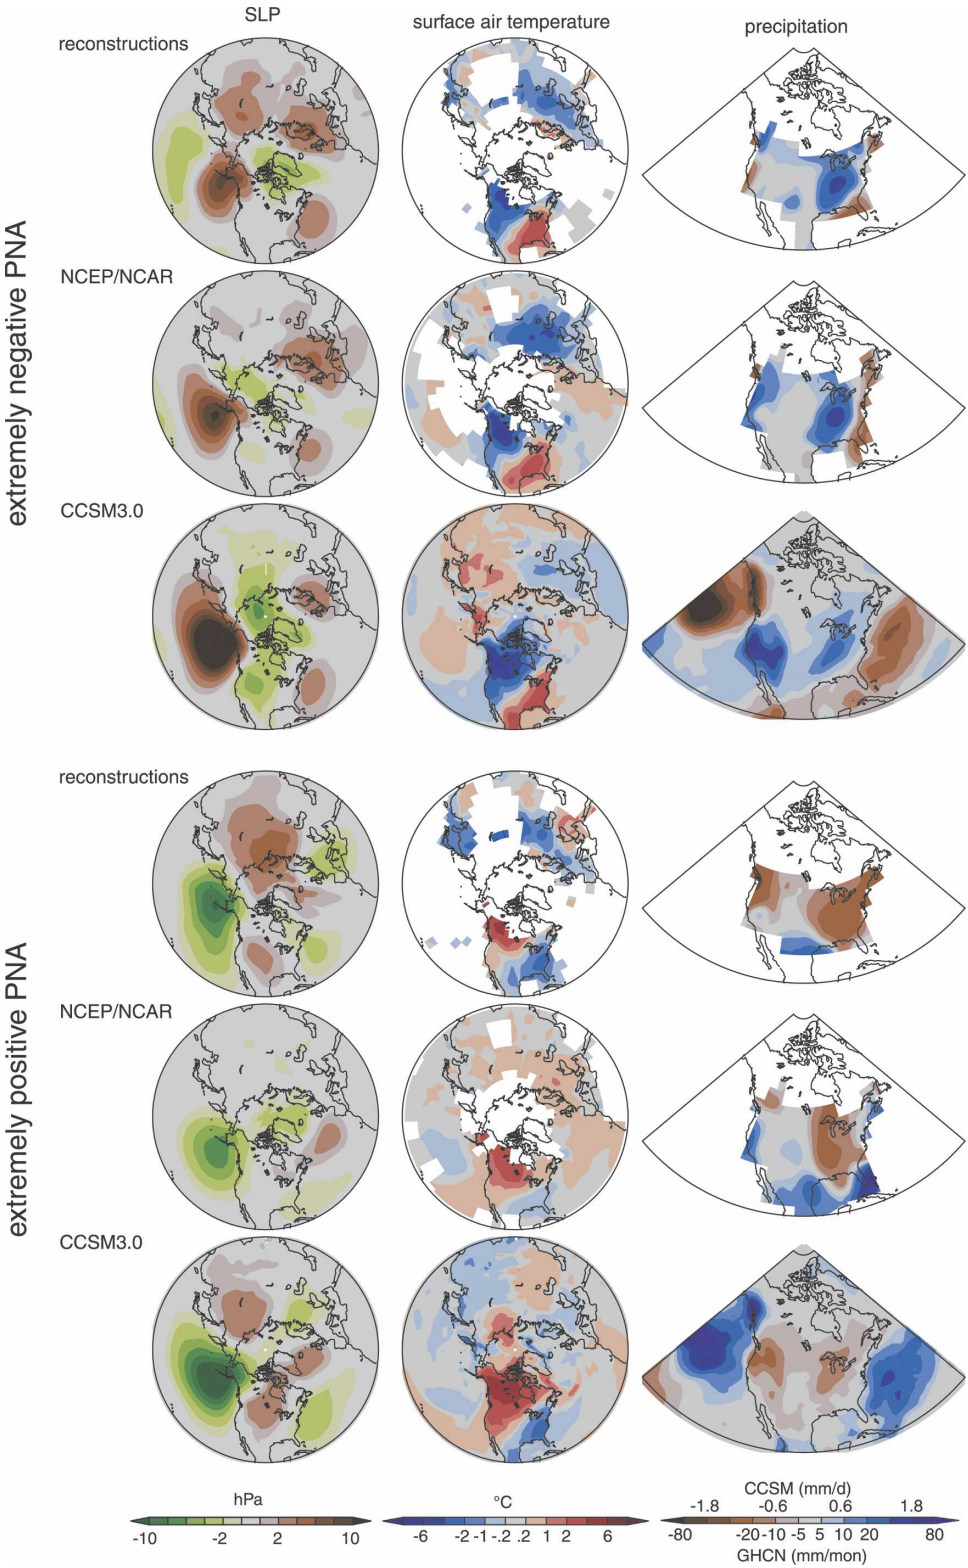 SLP
surface air temperature
precipitation
extremely negative PNA
reconstructions
NCEP/NCAR
CCSM3.0
extremely positive PNA
reconstructions
NCEP/NCAR
CCSM3.0
hPa
-10 -2 2 10
°C
-6 -2 -1 -.2 .2 1 2 6
CCSM (mm/d)
-1.8 -0.6 0.6 1.8
-80 -20 -10 -5 5 10 20 80
GHCN (mm/mon)